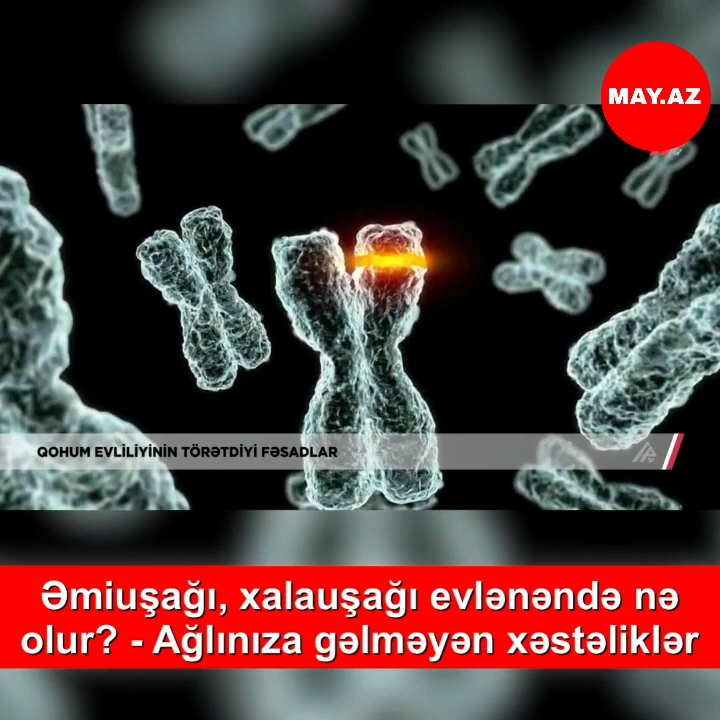 MAY.AZ
QOHUM EVLİLİYİNİN TÖRƏTDİYİ FƏSADLAR
Əmiuşağı, xalauşağı evlənəndə nə
olur? - Ağlınıza gəlməyən xəstəliklər